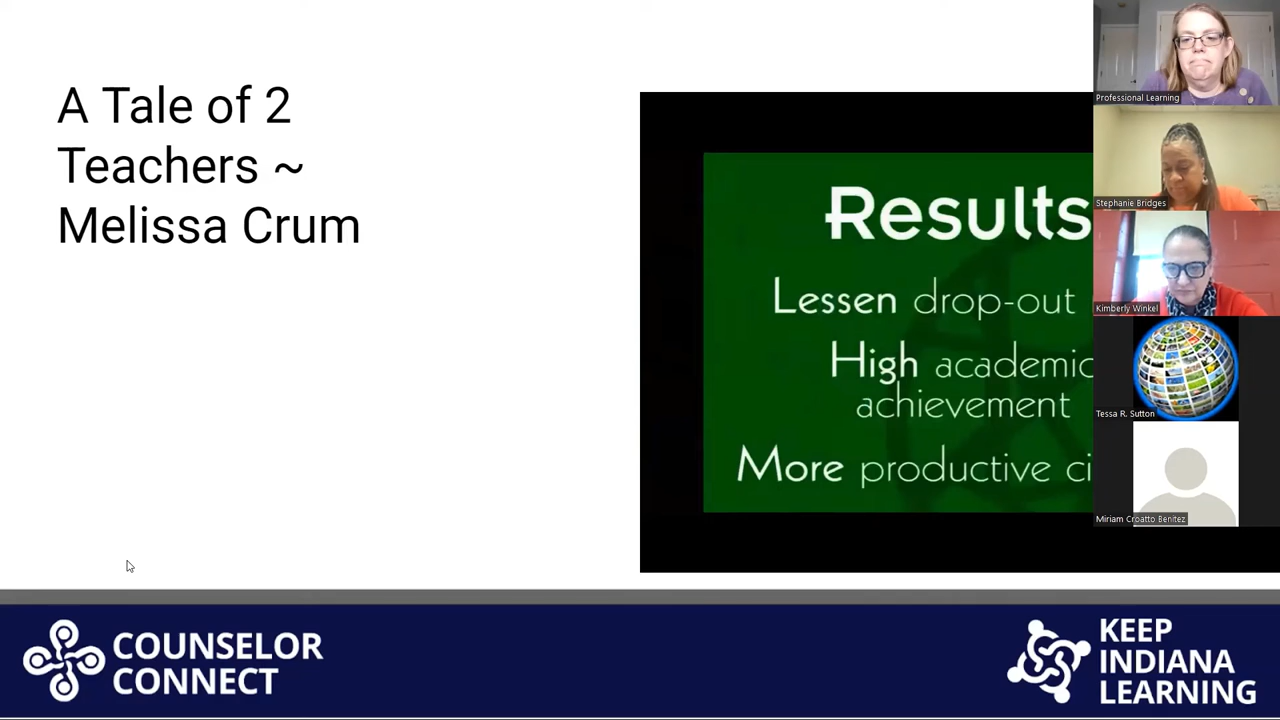 A Tale of 2
Teachers ~
Melissa Crum
Results
Lessen drop-out
High academic
achievement
More productive ci
Professional Learning
Stephanie Bridges
Kimberly Winkel
Tessa R. Sutton
Miriam Croatto Benitez
COUNSELOR
CONNECT
KEEP
INDIANA
LEARNING